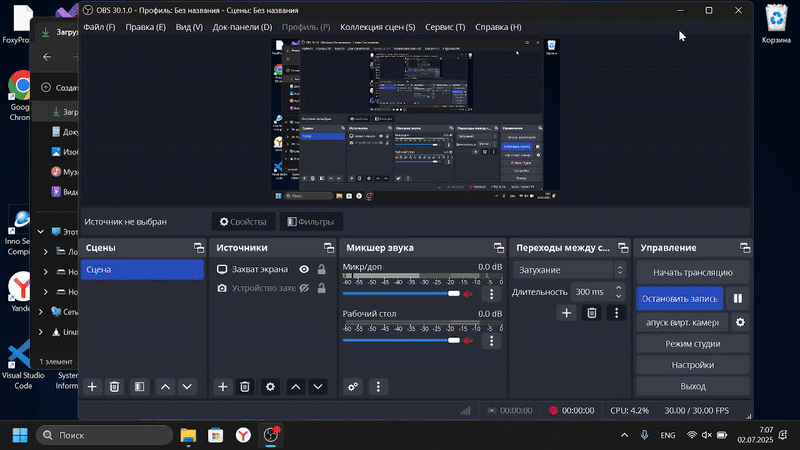 OBS 30.1.0 - Профиль: Без названия - Сцены: Без названия
Файл (F) Правка (E) Вид (V) Док-панели (D) Профиль (P) Коллекция сцен (S) Сервис (T) Справка (H)
FoxyPro
Загру
Корзина
Goog
Chron
Создат
Загр
Доку
Изоб
Музы
Виде
Источник не выбран
Свойства
Фильтры
Inno Se
Compi
Этот
Ло
Но
Но
Yande
Сеть
Linux
1 элемент
Visual Studio
Code
System
Inform
Сцены
Сцена
Источники
Захват экрана
Устройство захв
Микшер звука
Микр/доп
0.0 dB
-60 -55 -50 -45 -40 -35 -30 -25 -20 -15 -10 -5 0
Рабочий стол
0.0 dB
-60 -55 -50 -45 -40 -35 -30 -25 -20 -15 -10 -5 0
Переходы между с...
Затухание
Длительность
300 ms
Управление
Начать трансляцию
Остановить запись
апуск вирт. камеры
Режим студии
Настройки
Выход
00:00:00
00:00:00
CPU: 4.2%
30.00 / 30.00 FPS
Поиск
ENG
7:07
02.07.2025